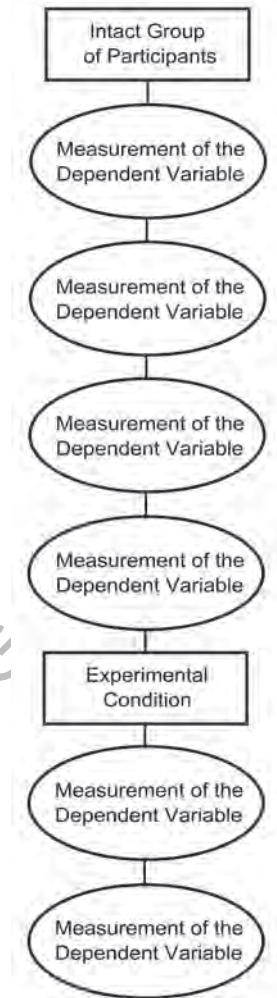 Intact Group
of Participants
Measurement of the
Dependent Variable
Measurement of the
Dependent Variable
Measurement of the
Dependent Variable
Measurement of the
Dependent Variable
Experimental
Condition
Measurement of the
Dependent Variable
Measurement of the
Dependent Variable